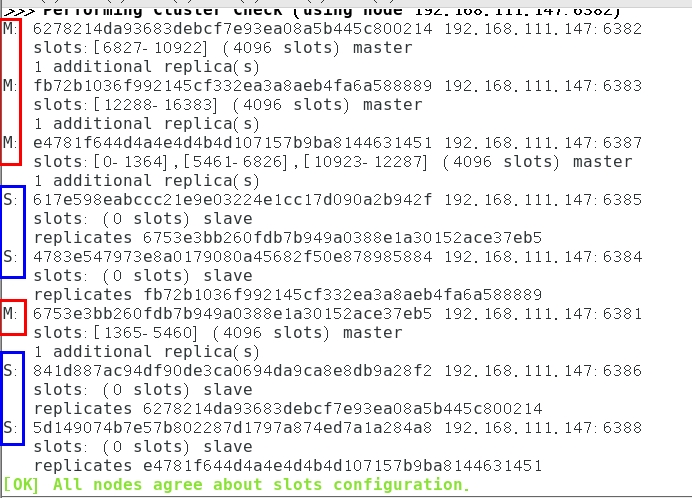 >>> Performing Cluster Check (using node 192.168.111.147:6382)
M: 6278214da93683debcf7e93ea08a5b445c800214 192.168.111.147:6382
slots:[6827-10922] (4096 slots) master
1 additional replica(s)
M: fb72b1036f992145cf332ea3a8aeb4fa6a588889 192.168.111.147:6383
slots:[12288-16383] (4096 slots) master
1 additional replica(s)
M: e4781f644d4a4e4d4b4d107157b9ba8144631451 192.168.111.147:6387
slots:[0-1364],[5461-6826],[10923-12287] (4096 slots) master
1 additional replica(s)
S: 617e598eabccc21e9e03224e1cc17d090a2b942f 192.168.111.147:6385
slots: (0 slots) slave
replicates 6753e3bb260fdb7b949a0388e1a30152ace37eb5
S: 4783e547973e8a0179080a45682f50e878985884 192.168.111.147:6384
slots: (0 slots) slave
replicates fb72b1036f992145cf332ea3a8aeb4fa6a588889
M: 6753e3bb260fdb7b949a0388e1a30152ace37eb5 192.168.111.147:6381
slots:[1365-5460] (4096 slots) master
1 additional replica(s)
S: 841d887ac94df90de3ca0694da9ca8e8db9a28f2 192.168.111.147:6386
slots: (0 slots) slave
replicates 6278214da93683debcf7e93ea08a5b445c800214
S: 5d149074b7e57b802287d1797a874ed7a1a284a8 192.168.111.147:6388
slots: (0 slots) slave
replicates e4781f644d4a4e4d4b4d107157b9ba8144631451
[OK] All nodes agree about slots configuration.